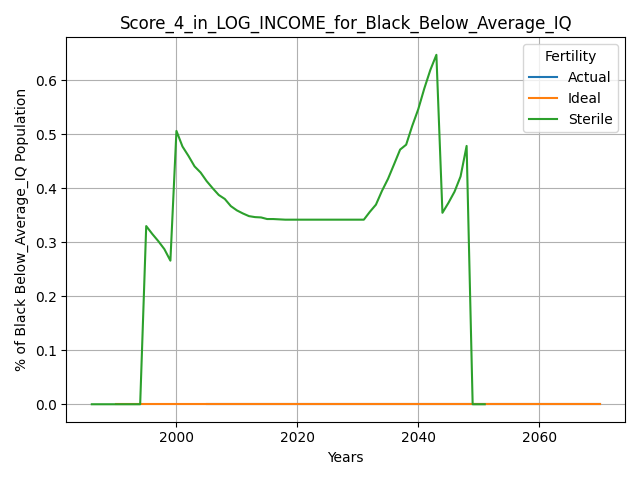 Score_4_in_LOG_INCOME_for_Black_Below_Average_IQ
% of Black Below_Average_IQ Population
0.6
0.5
0.4
0.3
0.2
0.1
0.0
Fertility
Actual
Ideal
Sterile
2000 2020 2040 2060
Years